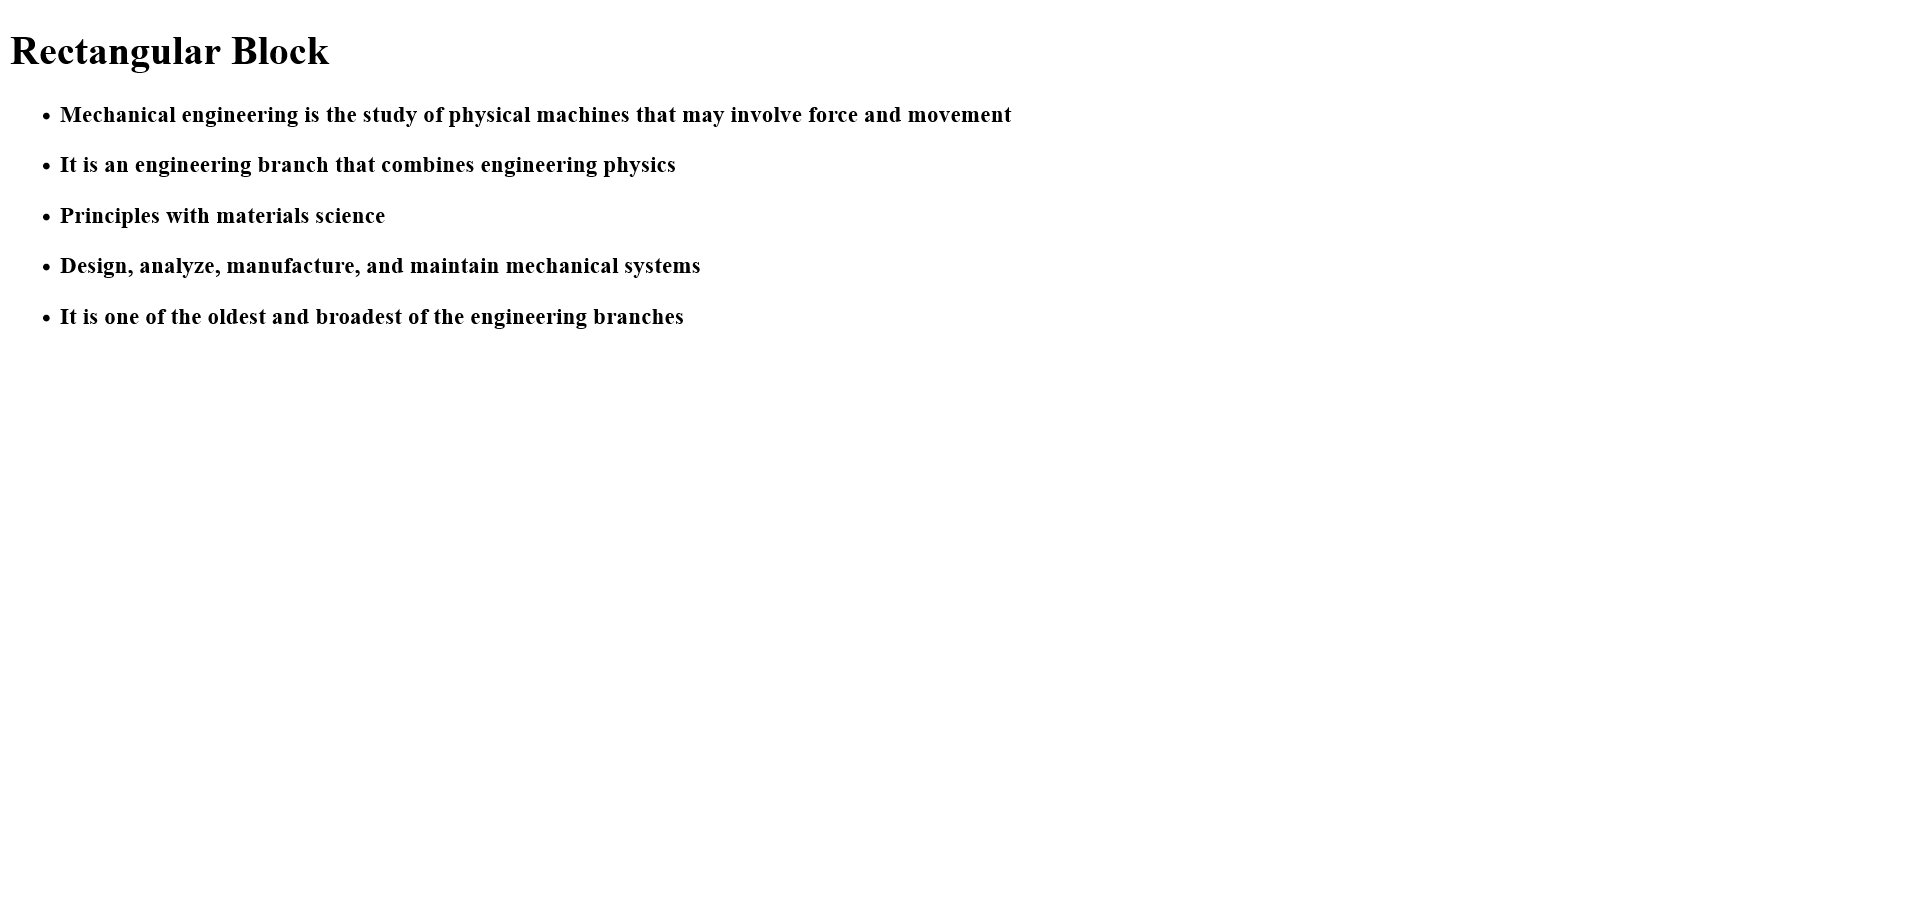 Rectangular Block
Mechanical engineering is the study of physical machines that may involve force and movement
It is an engineering branch that combines engineering physics
Principles with materials science
Design, analyze, manufacture, and maintain mechanical systems
It is one of the oldest and broadest of the engineering branches